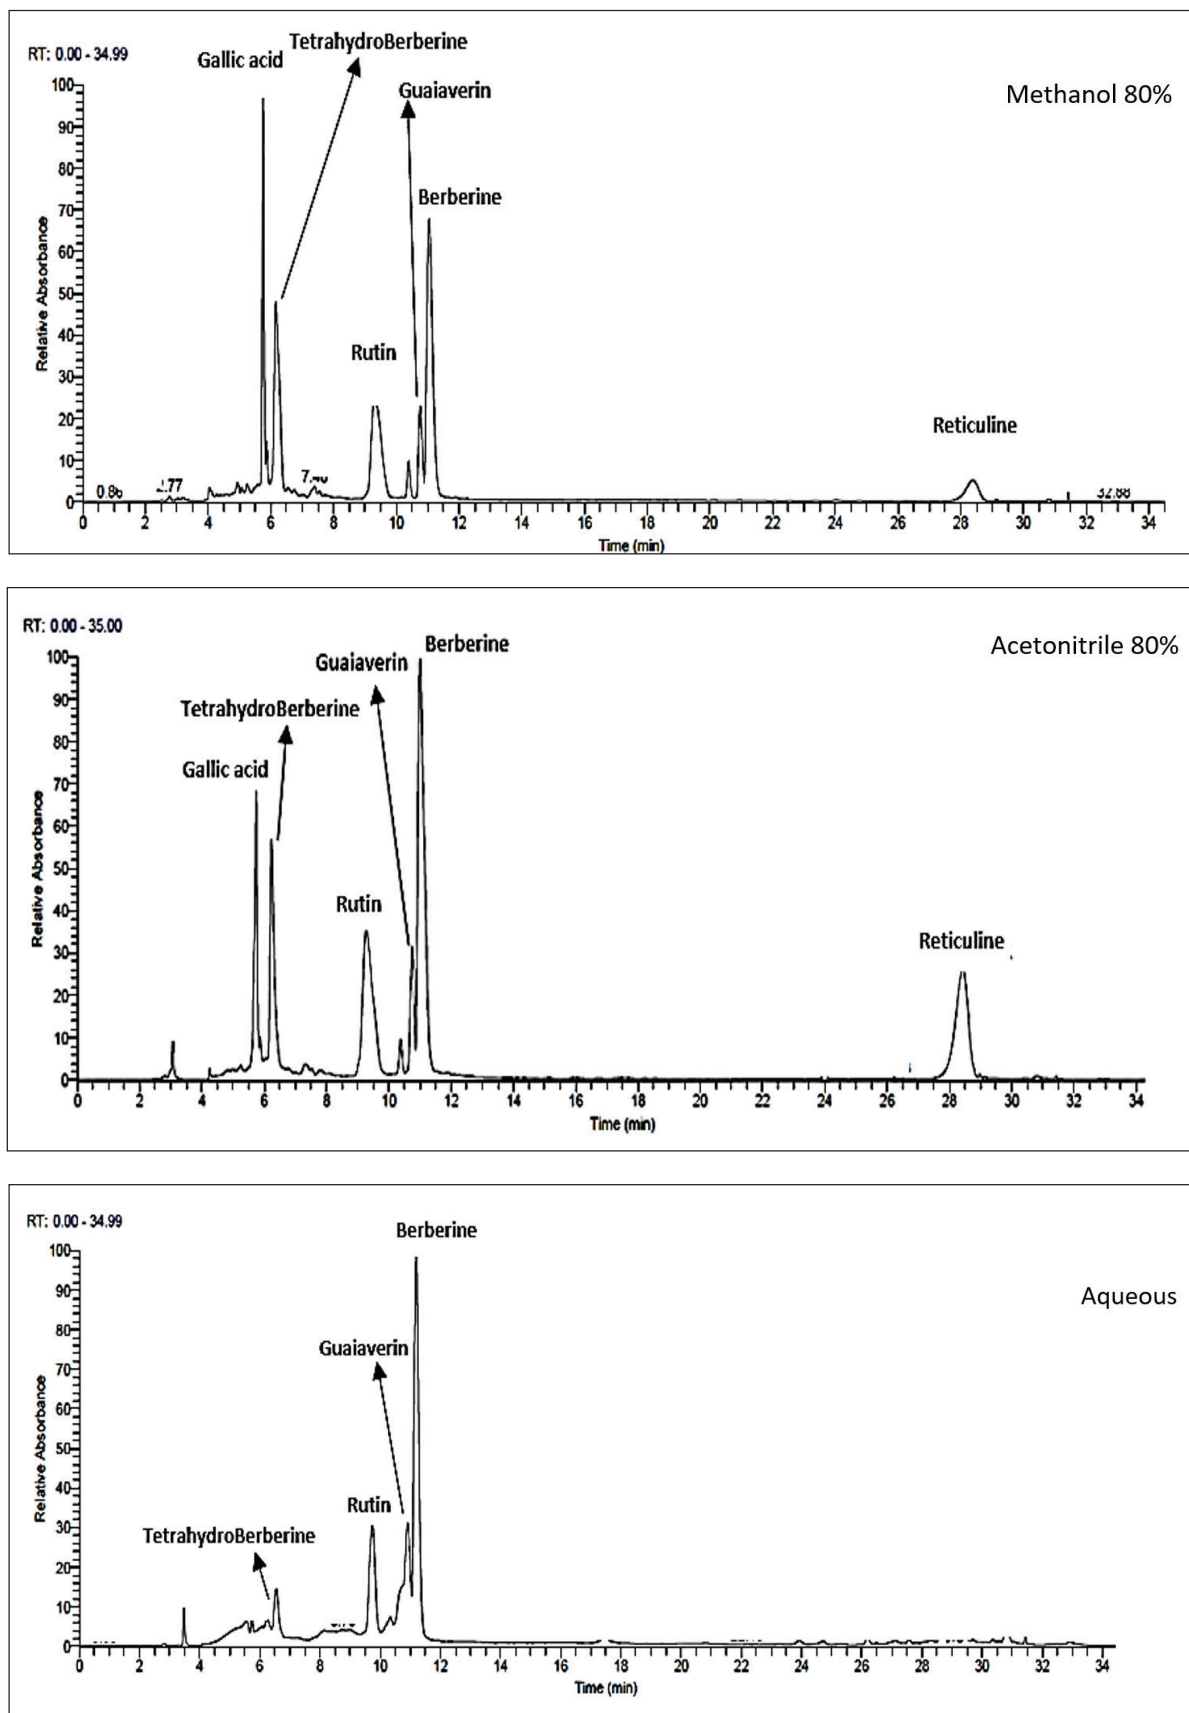 TetrahydroBerberine
RT: 0.00 - 34.99
Gallic acid
Guaiaverin
Methanol 80%
100
90
80
70
60
50
40
30
20
10
0
Relative Absorbance
Berberine
Rutin
Reticuline
0 2 4 6 8 10 12 14 16 18 20 22 24 26 28 30 32 34
Time (min)
RT: 0.00 - 35.00
Berberine
Guaiaverin
Acetonitrile 80%
TetrahydroBerberine
Gallic acid
100
90
80
70
60
50
40
30
20
10
0
Relative Absorbance
Rutin
Reticuline
0 2 4 6 8 10 12 14 16 18 20 22 24 26 28 30 32 34
Time (min)
RT: 0.00 - 34.99
Berberine
Aqueous
100
90
80
70
60
50
40
30
20
10
0
Relative Absorbance
Guaiaverin
Rutin
TetrahydroBerberine
0 2 4 6 8 10 12 14 16 18 20 22 24 26 28 30 32 34
Time (min)